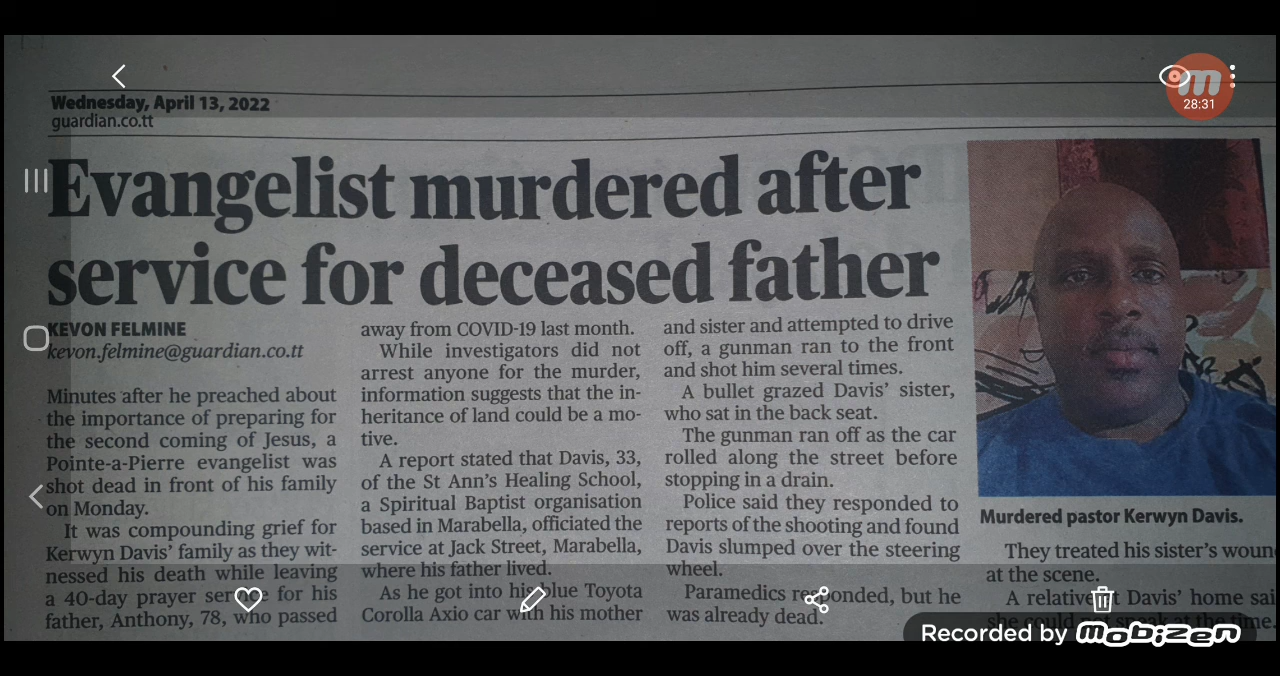 28:31
Wednesday, April 13, 2022
guardian.co.tt
Evangelist murdered after
service for deceased father
KEVON FELMINE
kevon.felmine@guardian.co.tt
Minutes after he preached about
the importance of preparing for
the second coming of Jesus, a
Pointe-a-Pierre evangelist was
shot dead in front of his family
on Monday.
It was compounding grief for
Kerwyn Davis' family as they wit-
nessed his death while leaving
a 40-day prayer service for his
father, Anthony, 78, who passed
away from COVID-19 last month.
While investigators did not
arrest anyone for the murder,
information suggests that the in-
heritance of land could be a mo-
tive.
A report stated that Davis, 33,
of the St Ann's Healing School,
a Spiritual Baptist organisation
based in Marabella, officiated the
service at Jack Street, Marabella,
where his father lived.
As he got into his blue Toyota
Corolla Axio car with his mother
and sister and attempted to drive
off, a gunman ran to the front
and shot him several times.
A bullet grazed Davis' sister,
who sat in the back seat.
The gunman ran off as the car
rolled along the street before
stopping in a drain.
Police said they responded to
reports of the shooting and found
Davis slumped over the steering
wheel.
Paramedics responded, but he
was already dead.
Murdered pastor Kerwyn Davis.
They treated his sister's woun
at the scene.
A relative at Davis' home sai
she could not speak at the time.
Recorded by Mobizen